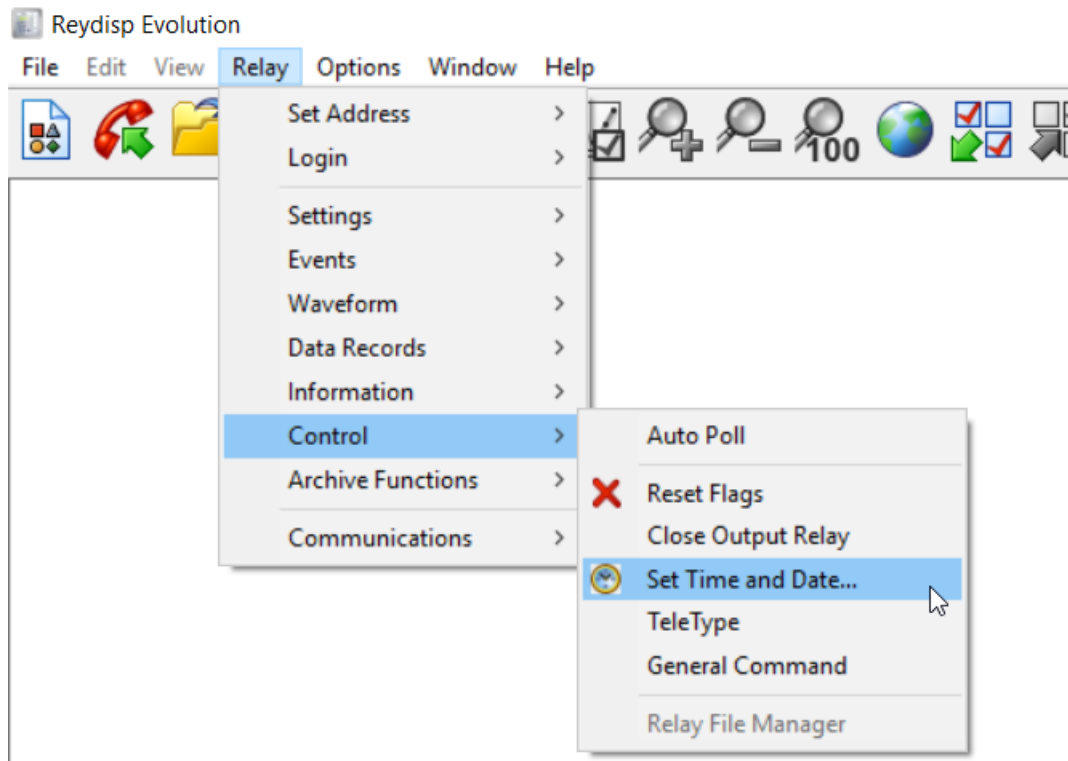 Reydisp Evolution
File Edit View Relay Options Window Help
100
Set Address
Login
Settings
Events
Waveform
Data Records
Information
Control
Archive Functions
Communications
Auto Poll
Reset Flags
Close Output Relay
Set Time and Date...
TeleType
General Command
Relay File Manager